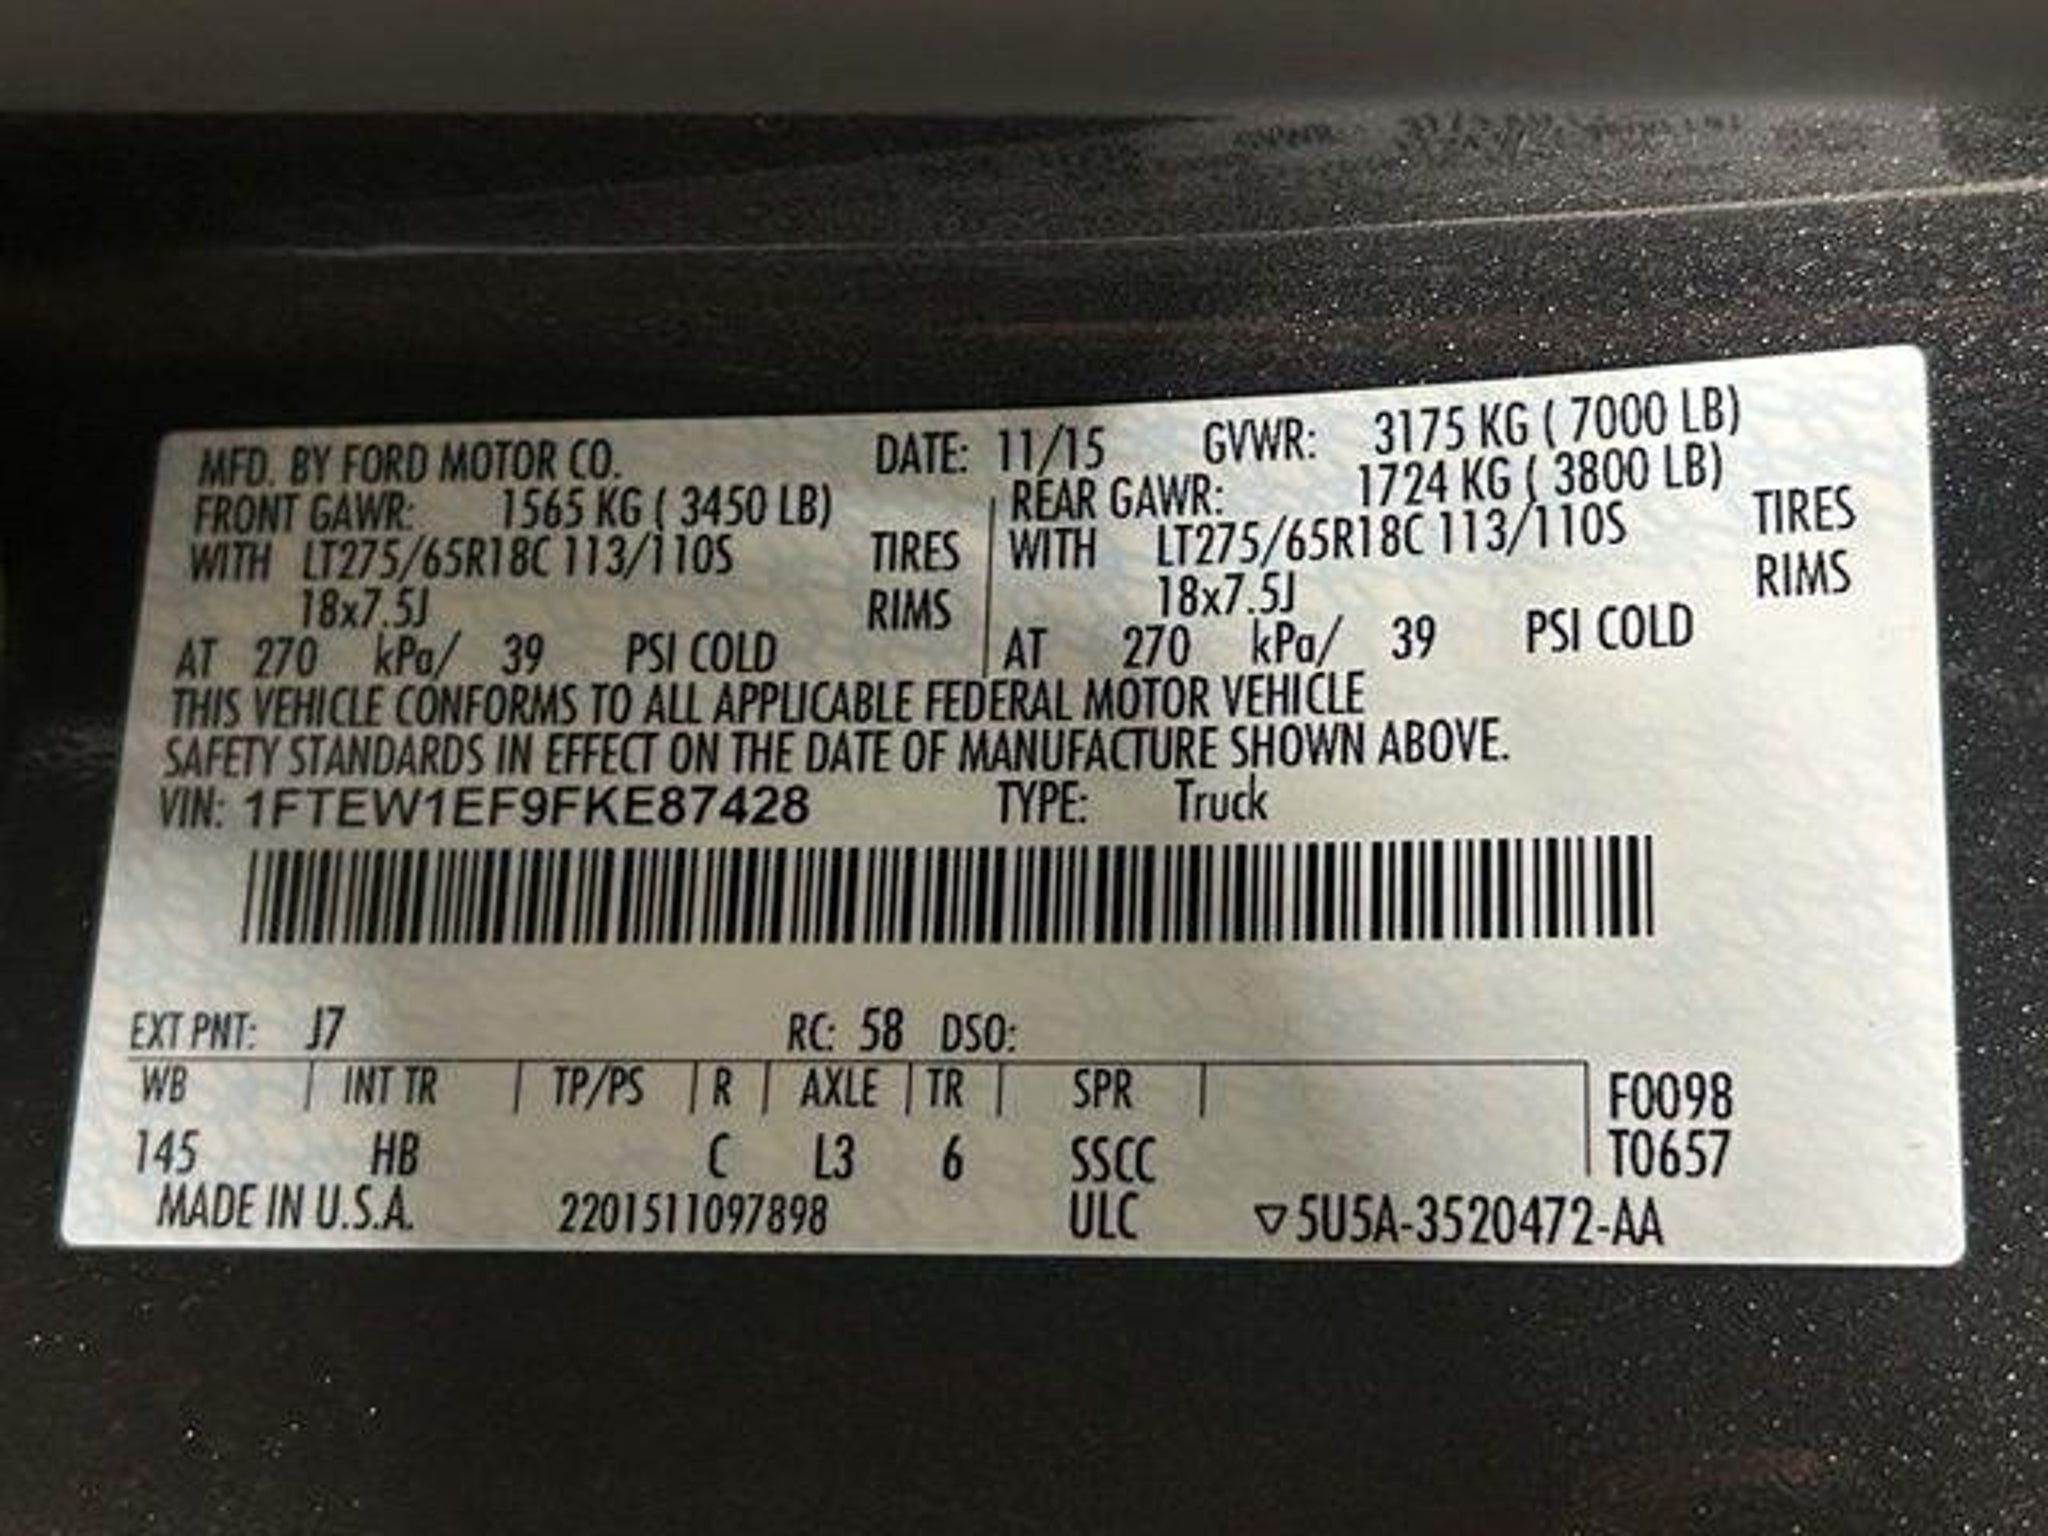 MFD. BY FORD MOTOR CO. DATE: 11/15 GVWR: 3175 KG ( 7000 LB)
FRONT GAWR: 1565 KG ( 3450 LB) REAR GAWR: 1724 KG ( 3800 LB)
WITH LT275/65R18C 113/110S TIRES WITH LT275/65R18C 113/110S TIRES
18x7.5J RIMS 18x7.5J RIMS
AT 270 kPa/ 39 PSI COLD AT 270 kPa/ 39 PSI COLD
THIS VEHICLE CONFORMS TO ALL APPLICABLE FEDERAL MOTOR VEHICLE
SAFETY STANDARDS IN EFFECT ON THE DATE OF MANUFACTURE SHOWN ABOVE.
VIN: 1FTEW1EF9FKE87428 TYPE: Truck
EXT PNT: J7 RC: 58 DSO:
WB INT TR TP/PS R AXLE TR SPR F0098
145 HB C L3 6 SSCC T0657
MADE IN U.S.A. 2201511097898 ULC ▽5U5A-3520472-AA